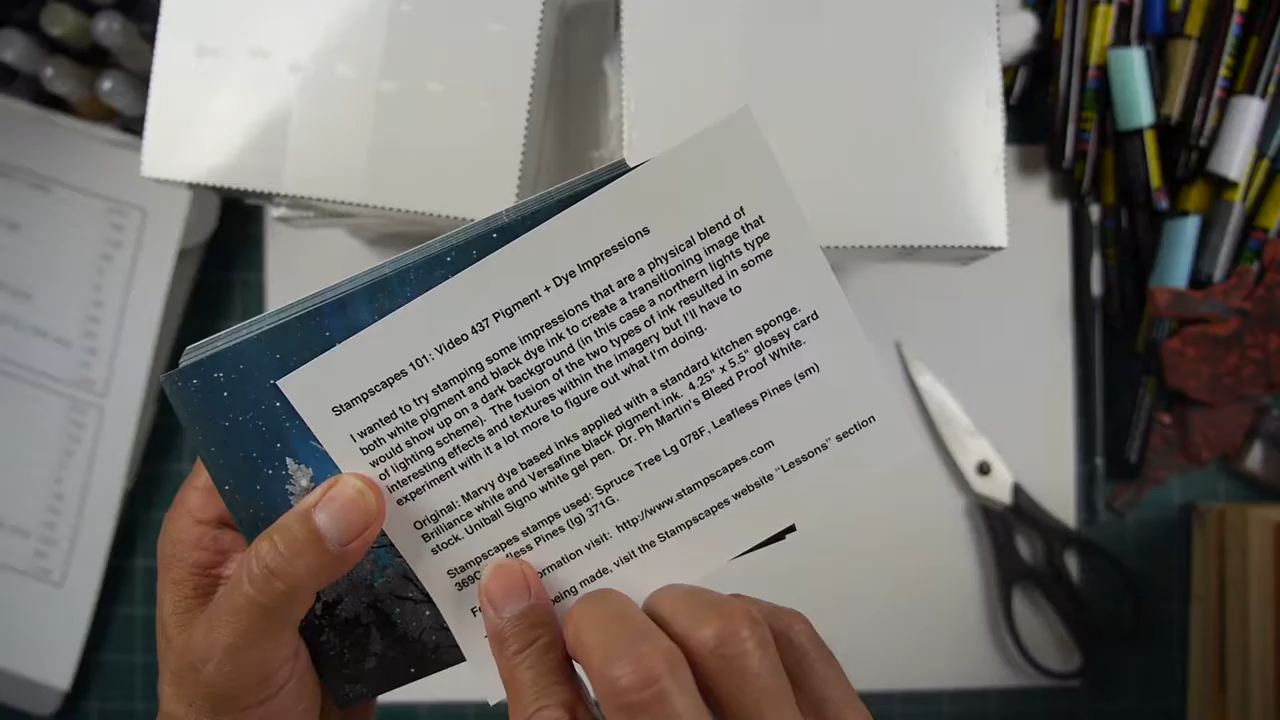 Stampscapes 101: Video 437 Pigment + Dye Impressions
I wanted to try stamping some impressions that are a physical blend of
both white pigment and black dye ink to create a transitioning image that
would show up on a dark background (in this case a northern lights type
of lighting scheme). The fusion of the two types of ink resulted in some
interesting effects and textures within the imagery but I'll have to
experiment with it a lot more to figure out what I'm doing.
Original: Marvy dye based inks applied with a standard kitchen sponge.
Brilliance white and Versafine black pigment ink. 4.25" x 5.5" glossy card
stock. Uniball Signo white gel pen. Dr. Ph Martin's Bleed Proof White.
Stampscapes stamps used: Spruce Tree Lg 078F, Leafless Pines (sm)
Pines (lg) 371G.
visit: http://www.stampscapes.com
being made, visit the Stampscapes website "Lessons" section